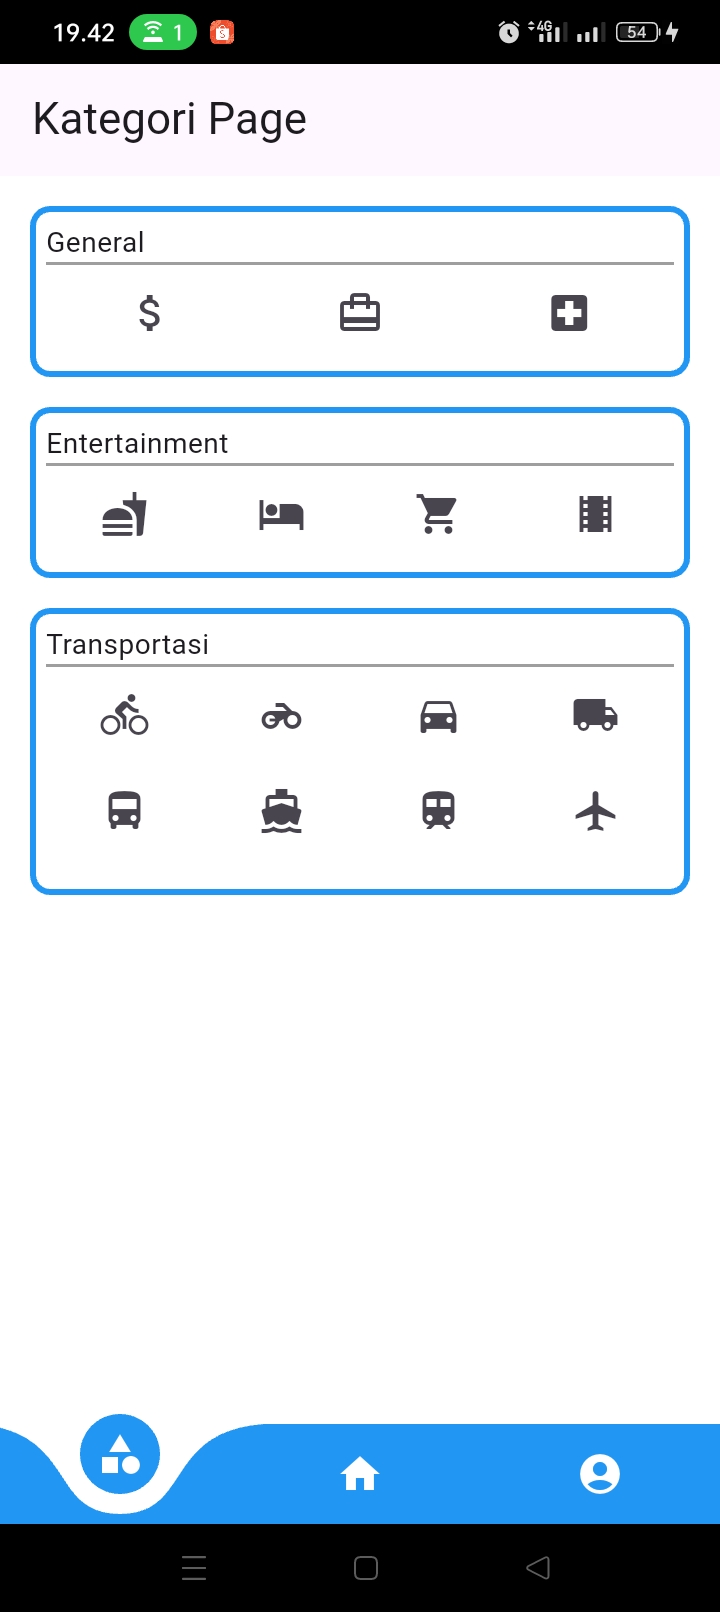 19.42 1 4G 54
Kategori Page
General
Entertainment
Transportasi